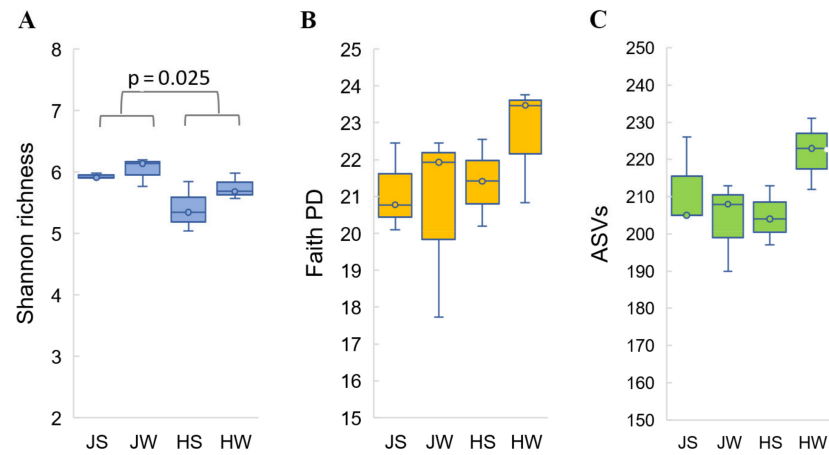 A
Shannon richness
8
7
6
5
4
3
2
p = 0.025
JS JW HS HW
B
Faith PD
25
24
23
22
21
20
19
18
17
16
15
JS JW HS HW
C
ASVs
250
240
230
220
210
200
190
180
170
160
150
JS JW HS HW